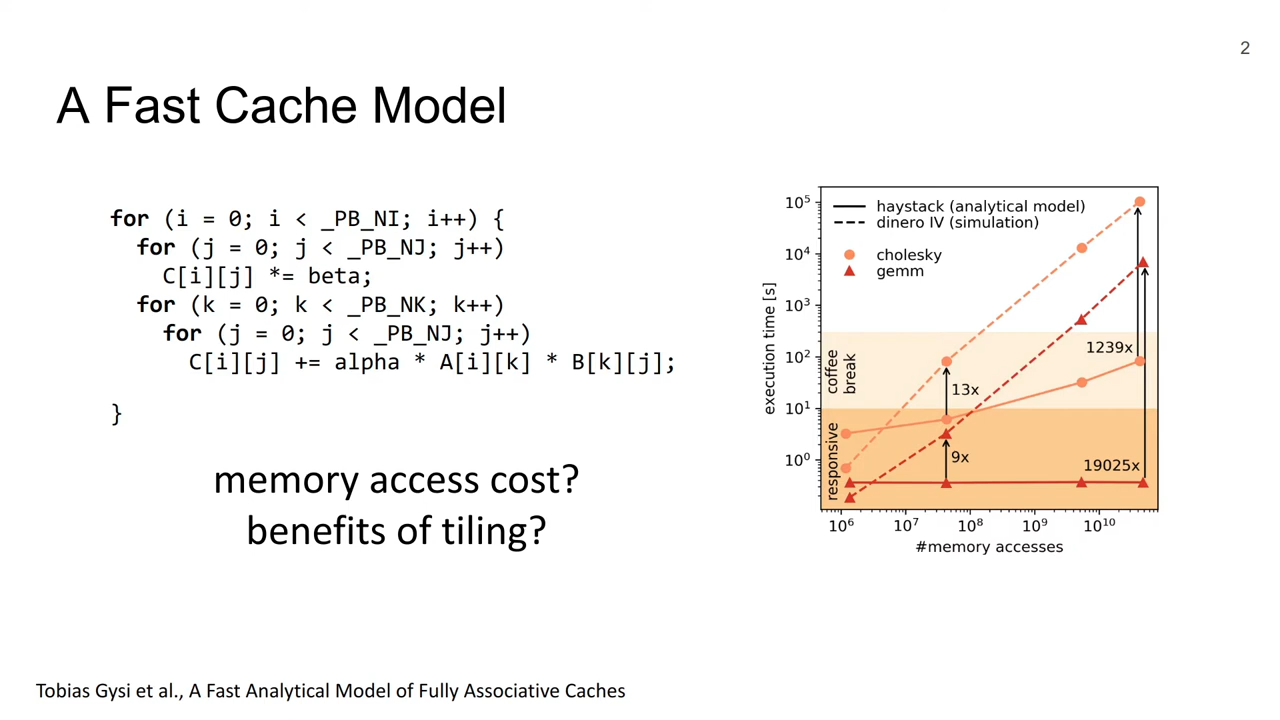 2
A Fast Cache Model
for (i = 0; i < _PB_NI; i++) {
for (j = 0; j < _PB_NJ; j++)
C[i][j] *= beta;
for (k = 0; k < _PB_NK; k++)
for (j = 0; j < _PB_NJ; j++)
C[i][j] += alpha * A[i][k] * B[k][j];
}
memory access cost?
benefits of tiling?
haystack (analytical model)
dinero IV (simulation)
cholesky
gemm
execution time [s]
10⁵
10⁴
10³
10²
10¹
10⁰
coffee
break
responsive
1239x
13x
9x
19025x
10⁶ 10⁷ 10⁸ 10⁹ 10¹⁰
#memory accesses
Tobias Gysi et al., A Fast Analytical Model of Fully Associative Caches